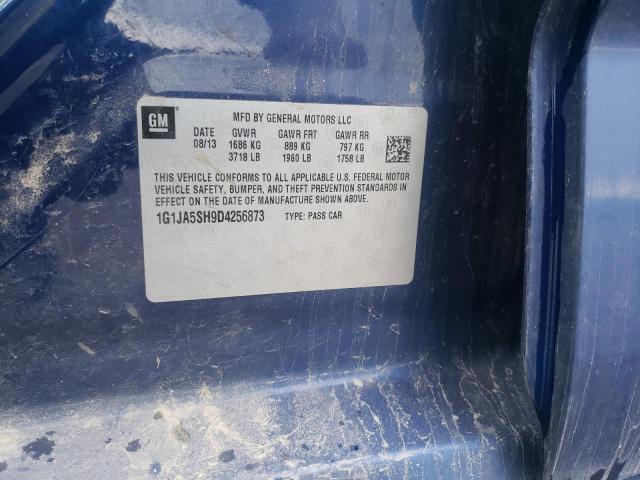 GM
MFD BY GENERAL MOTORS LLC
DATE GVWR GAWR FRT GAWR RR
08/13 1686 KG 889 KG 797 KG
3718 LB 1960 LB 1758 LB
THIS VEHICLE CONFORMS TO ALL APPLICABLE U.S. FEDERAL MOTOR
VEHICLE SAFETY, BUMPER, AND THEFT PREVENTION STANDARDS IN
EFFECT ON THE DATE OF MANUFACTURE SHOWN ABOVE.
1G1JA5SH9D4256873 TYPE: PASS CAR